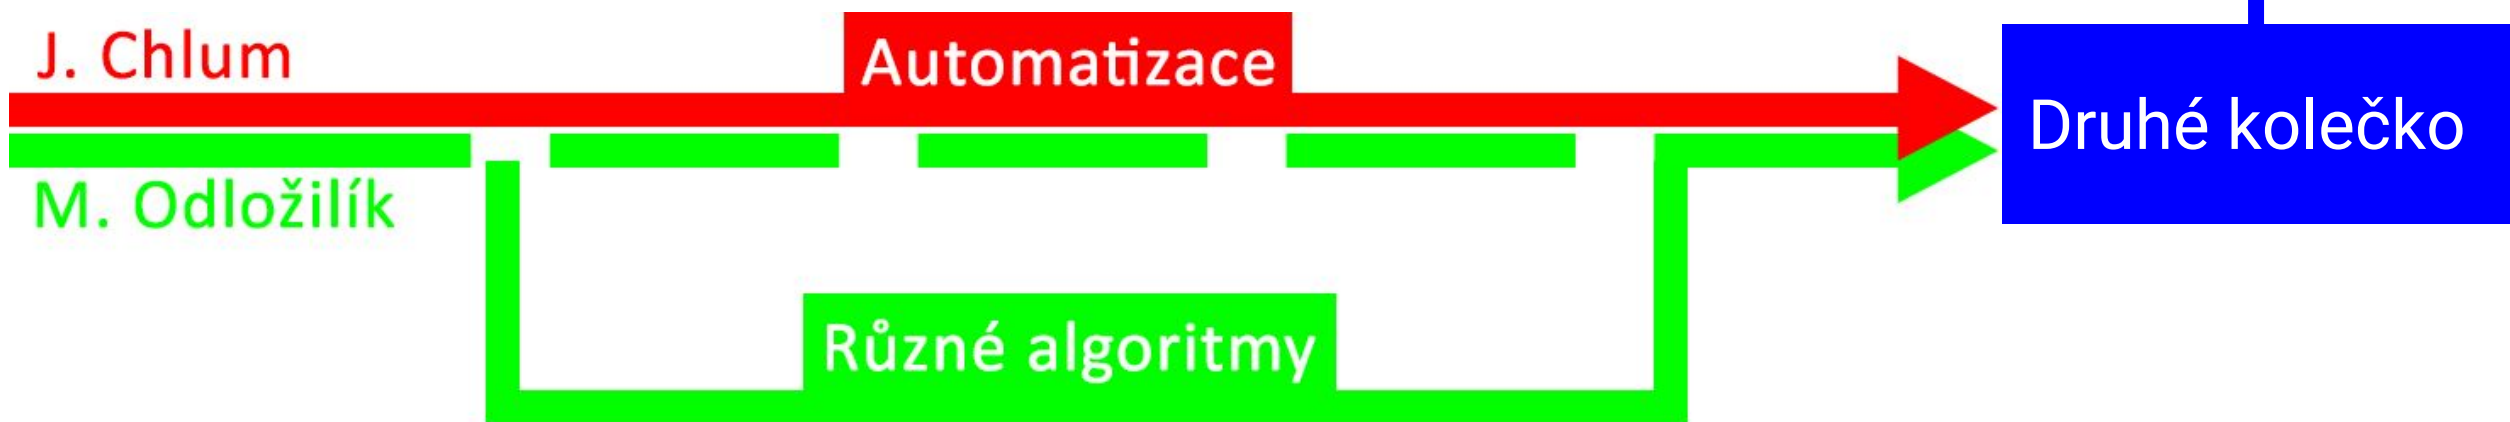 J. Chlum
Automatizace
Druhé kolečko
M. Odložilík
Různé algoritmy